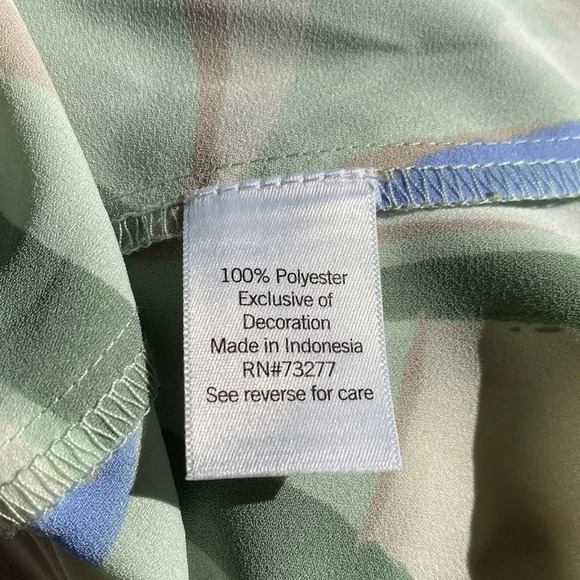 100% Polyester
Exclusive of
Decoration
Made in Indonesia
RN#73277
See reverse for care